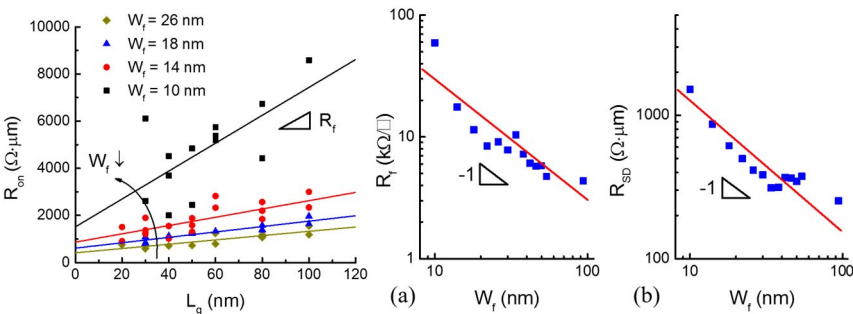 W_f = 26 nm
W_f = 18 nm
W_f = 14 nm
W_f = 10 nm
R_f
W_f ↓
10000
8000
6000
4000
2000
0
R_on (Ω·μm)
0 20 40 60 80 100 120
L_g (nm)
(a)
100
10
1
R_f (kΩ/□)
-1
10 100
W_f (nm)
(b)
1000
100
R_SD (Ω·μm)
-1
10 100
W_f (nm)